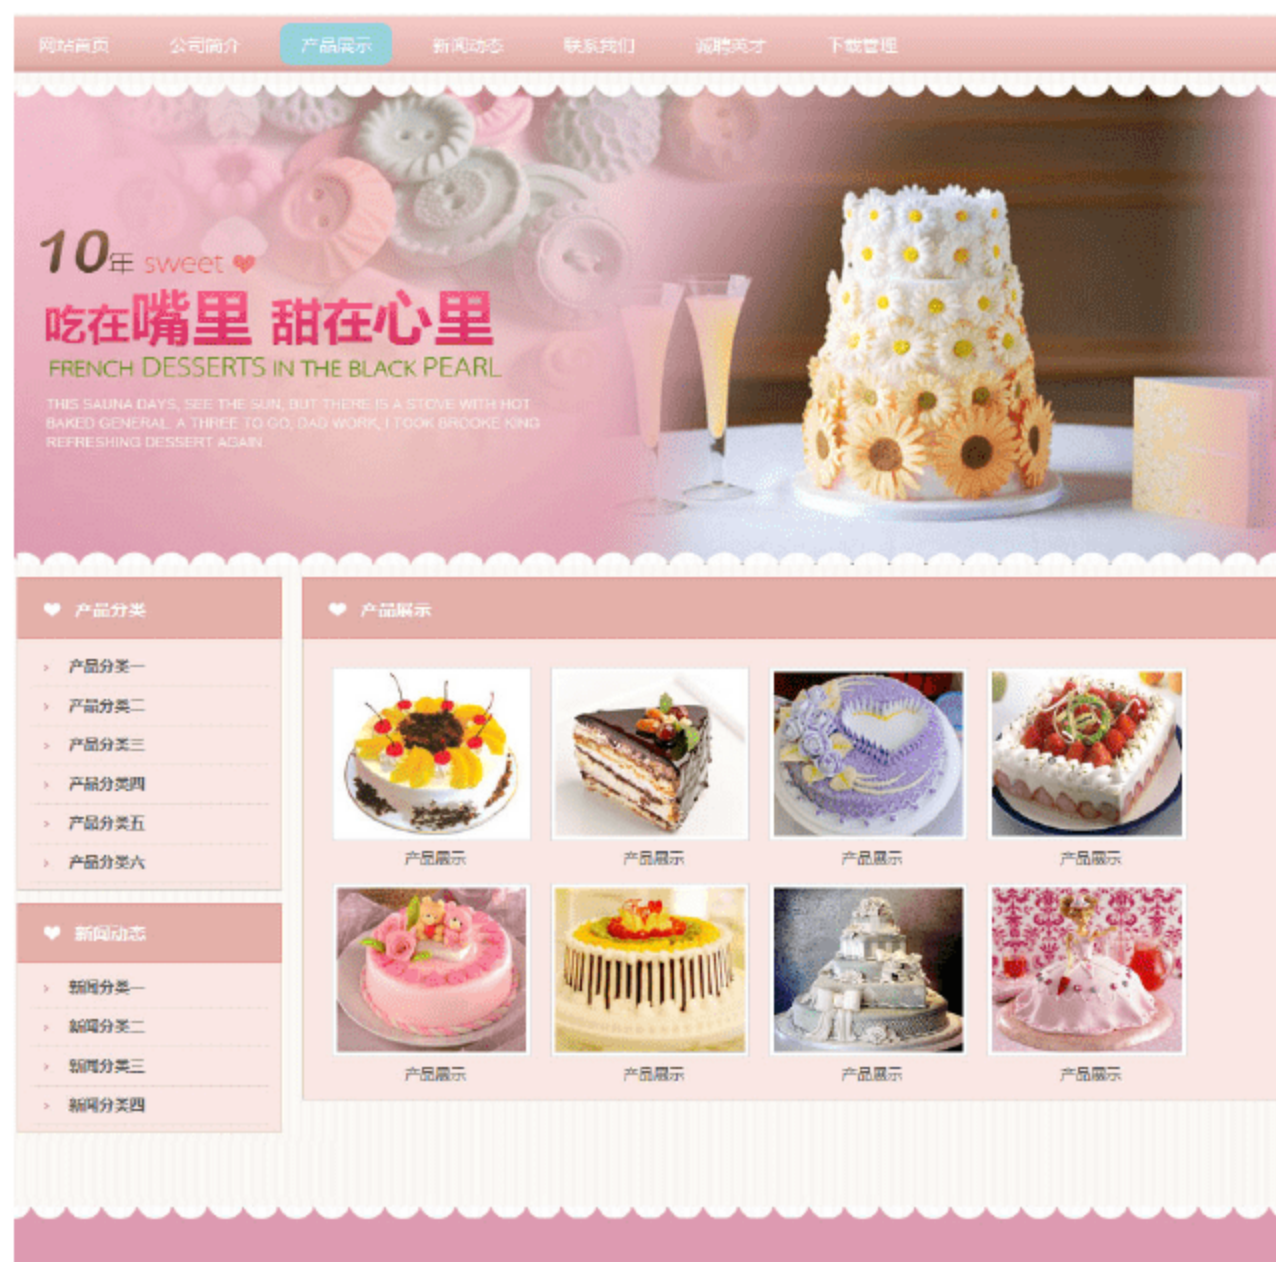 网站首页 公司简介 产品展示 新闻动态 联系我们 诚聘英才 下载管理
10年 sweet
吃在嘴里 甜在心里
FRENCH DESSERTS IN THE BLACK PEARL
THIS SAUNA DAYS, SEE THE SUN, BUT THERE IS A STOVE WITH HOT
BAKED GENERAL. A THREE TO GO, DAD WORK, I TOOK BROOKE KING
REFRESHING DESSERT AGAIN
产品分类
产品分类一
产品分类二
产品分类三
产品分类四
产品分类五
产品分类六
新闻动态
新闻分类一
新闻分类二
新闻分类三
新闻分类四
产品展示
产品展示 产品展示 产品展示 产品展示
产品展示 产品展示 产品展示 产品展示